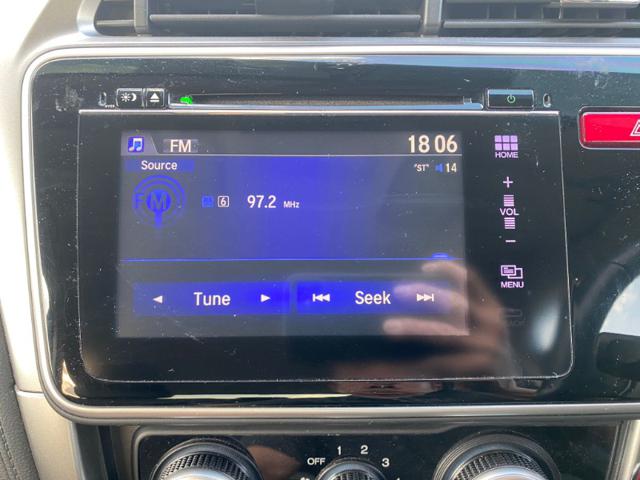 FM 18 06
Source "ST" 14
FM
6 97.2 MHz
Tune Seek
HOME
+
VOL
-
MENU
OFF 1 2 3